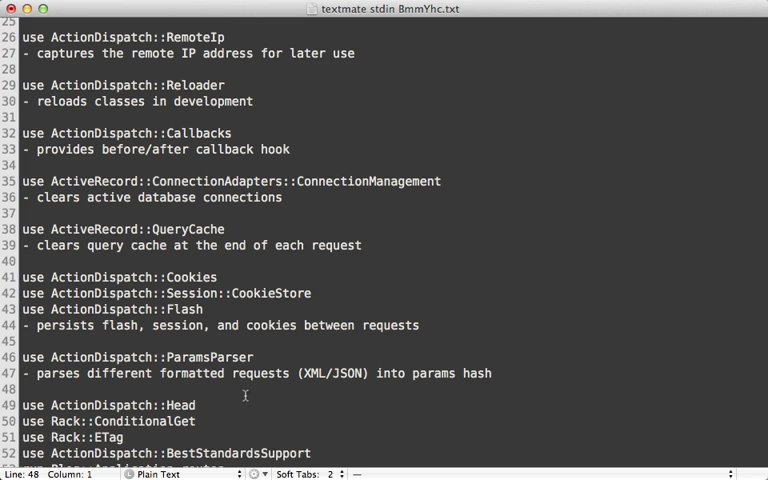 textmate stdin BmmYhc.txt
25
26 use ActionDispatch::RemoteIp
27 - captures the remote IP address for later use
28
29 use ActionDispatch::Reloader
30 - reloads classes in development
31
32 use ActionDispatch::Callbacks
33 - provides before/after callback hook
34
35 use ActiveRecord::ConnectionAdapters::ConnectionManagement
36 - clears active database connections
37
38 use ActiveRecord::QueryCache
39 - clears query cache at the end of each request
40
41 use ActionDispatch::Cookies
42 use ActionDispatch::Session::CookieStore
43 use ActionDispatch::Flash
44 - persists flash, session, and cookies between requests
45
46 use ActionDispatch::ParamsParser
47 - parses different formatted requests (XML/JSON) into params hash
48
49 use ActionDispatch::Head
50 use Rack::ConditionalGet
51 use Rack::ETag
52 use ActionDispatch::BestStandardsSupport
Line: 48 Column: 1 L Plain Text Soft Tabs: 2 —